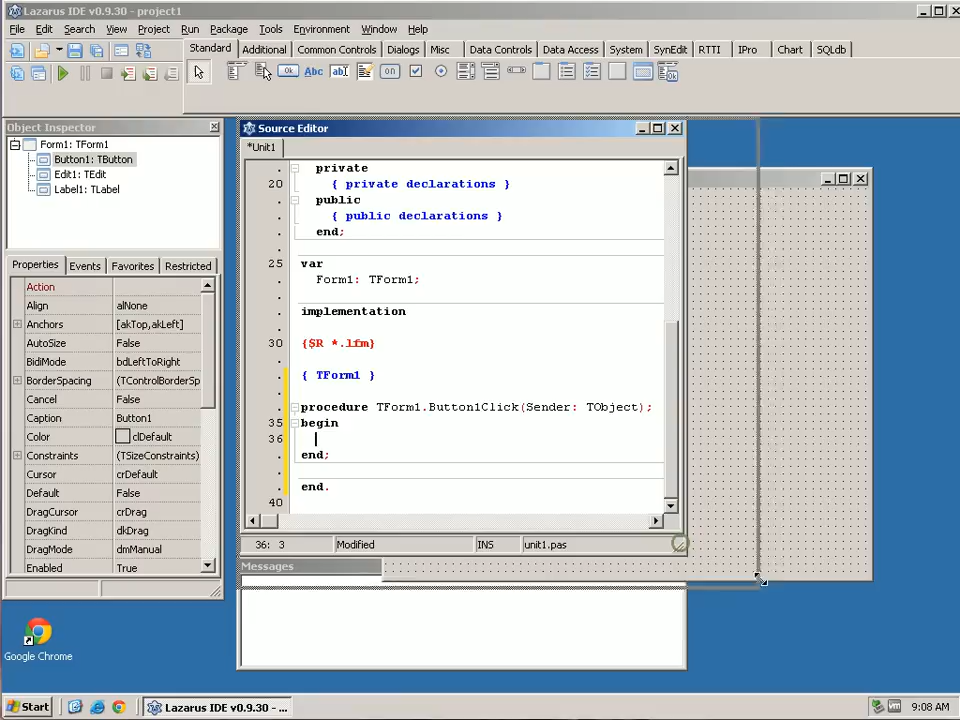 Lazarus IDE v0.9.30 - project1
File Edit Search View Project Run Package Tools Environment Window Help
Standard Additional Common Controls Dialogs Misc Data Controls Data Access System SynEdit RTTI IPro Chart SQLdb
Ok Abc ab on
Object Inspector
Form1: TForm1
Button1: TButton
Edit1: TEdit
Label1: TLabel
Properties Events Favorites Restricted
Action
Align alNone
Anchors [akTop,akLeft]
AutoSize False
BidiMode bdLeftToRight
BorderSpacing (TControlBorderSp
Cancel False
Caption Button1
Color clDefault
Constraints (TSizeConstraints)
Cursor crDefault
Default False
DragCursor crDrag
DragKind dkDrag
DragMode dmManual
Enabled True
Source Editor
*Unit1
private
20 { private declarations }
public
{ public declarations }
end;
25 var
Form1: TForm1;
implementation
30 {$R *.lfm}
{ TForm1 }
procedure TForm1.Button1Click(Sender: TObject);
35 begin
36
end;
end.
40
36: 3 Modified INS unit1.pas
Messages
Google Chrome
Start Lazarus IDE v0.9.30 - ... 9:08 AM